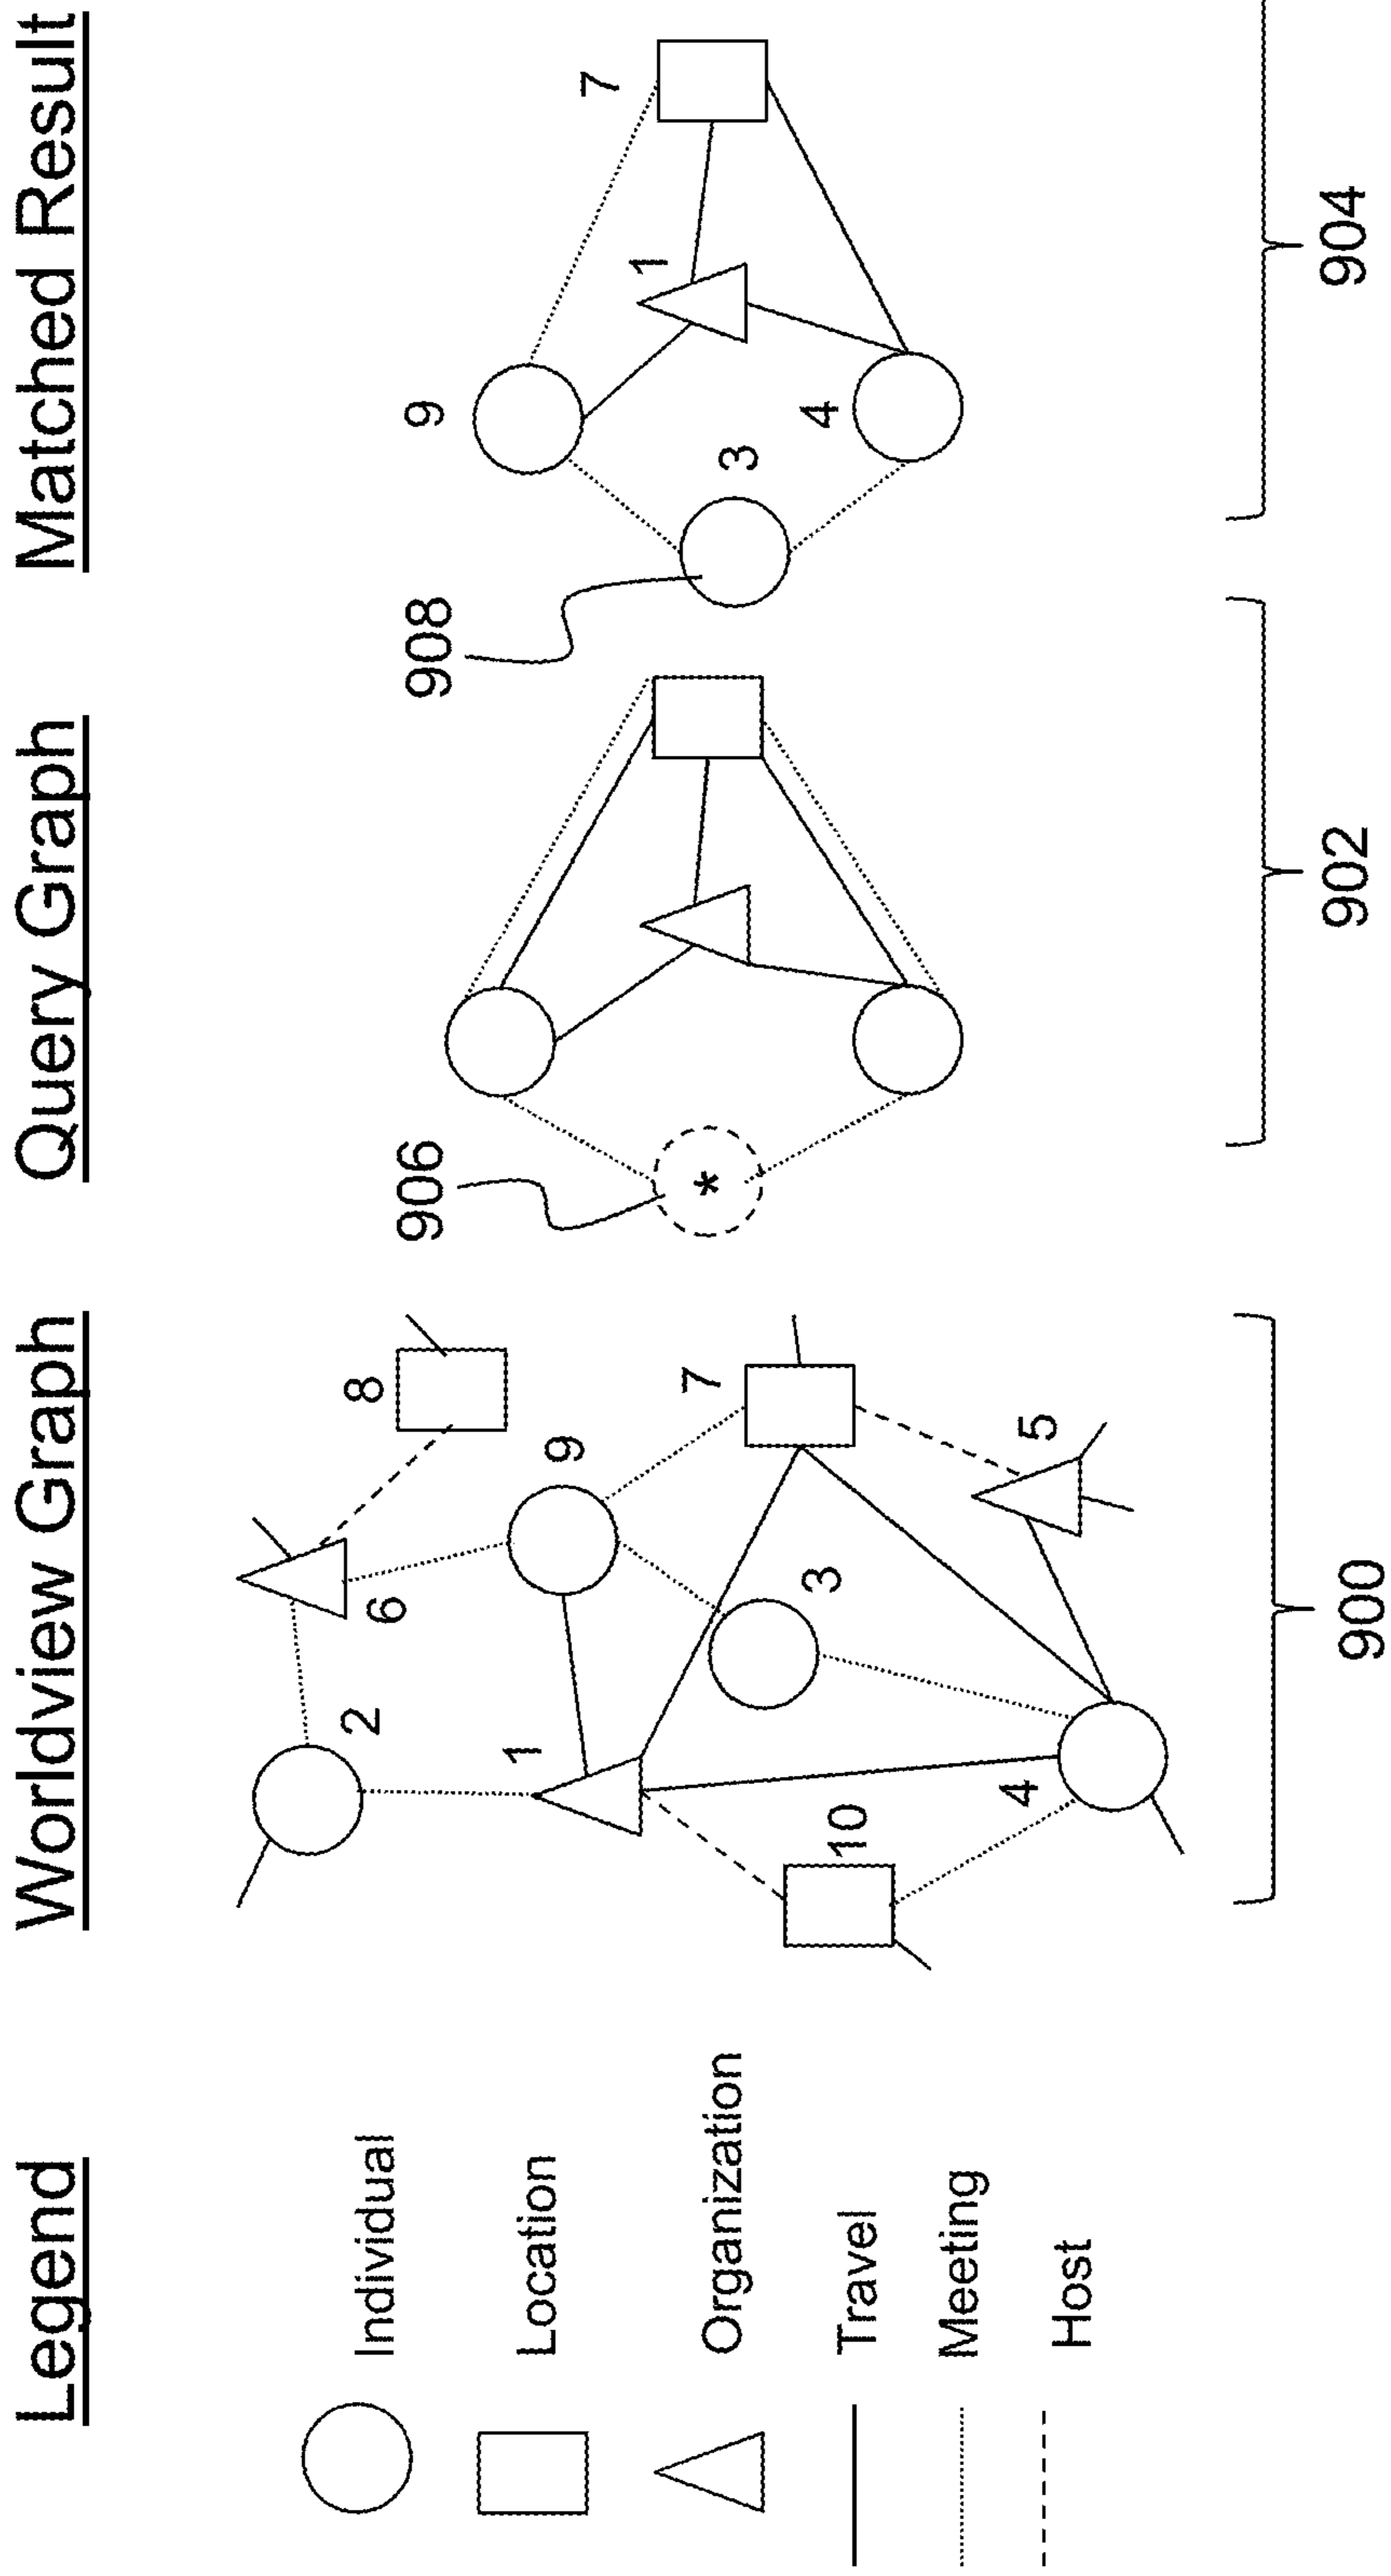 Legend
Individual
Location
Organization
Travel
Meeting
Host
Worldview Graph
2
6
8
1
9
10
3
7
4
5
900
Query Graph
906
*
902
Matched Result
908
9
3
1
7
4
904